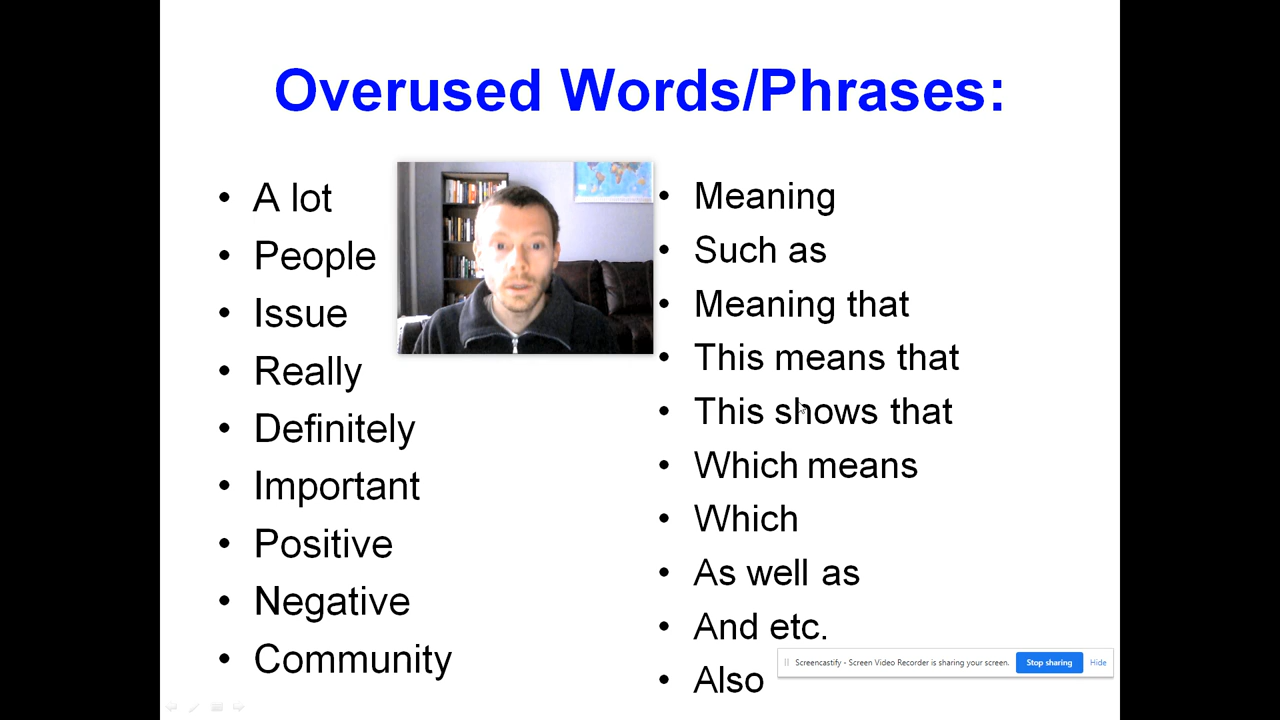 Overused Words/Phrases:
• A lot
• People
• Issue
• Really
• Definitely
• Important
• Positive
• Negative
• Community
• Meaning
• Such as
• Meaning that
• This means that
• This shows that
• Which means
• Which
• As well as
• And etc.
• Also
Screencastify - Screen Video Recorder is sharing your screen. Stop sharing Hide